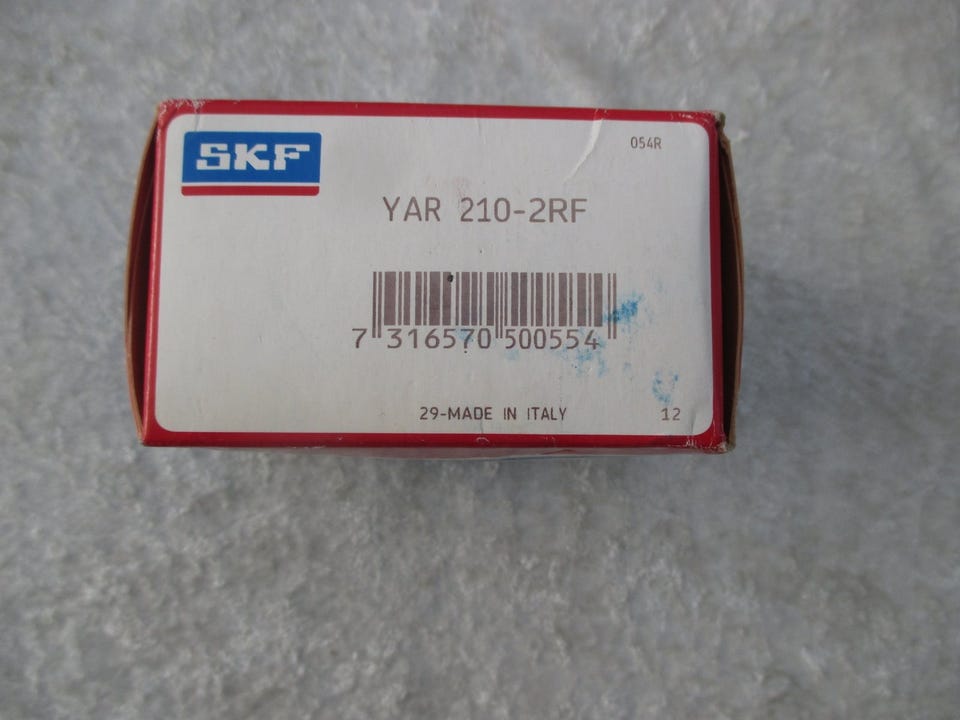 SKF
054R
YAR 210-2RF
7 316570 500554
29-MADE IN ITALY
12